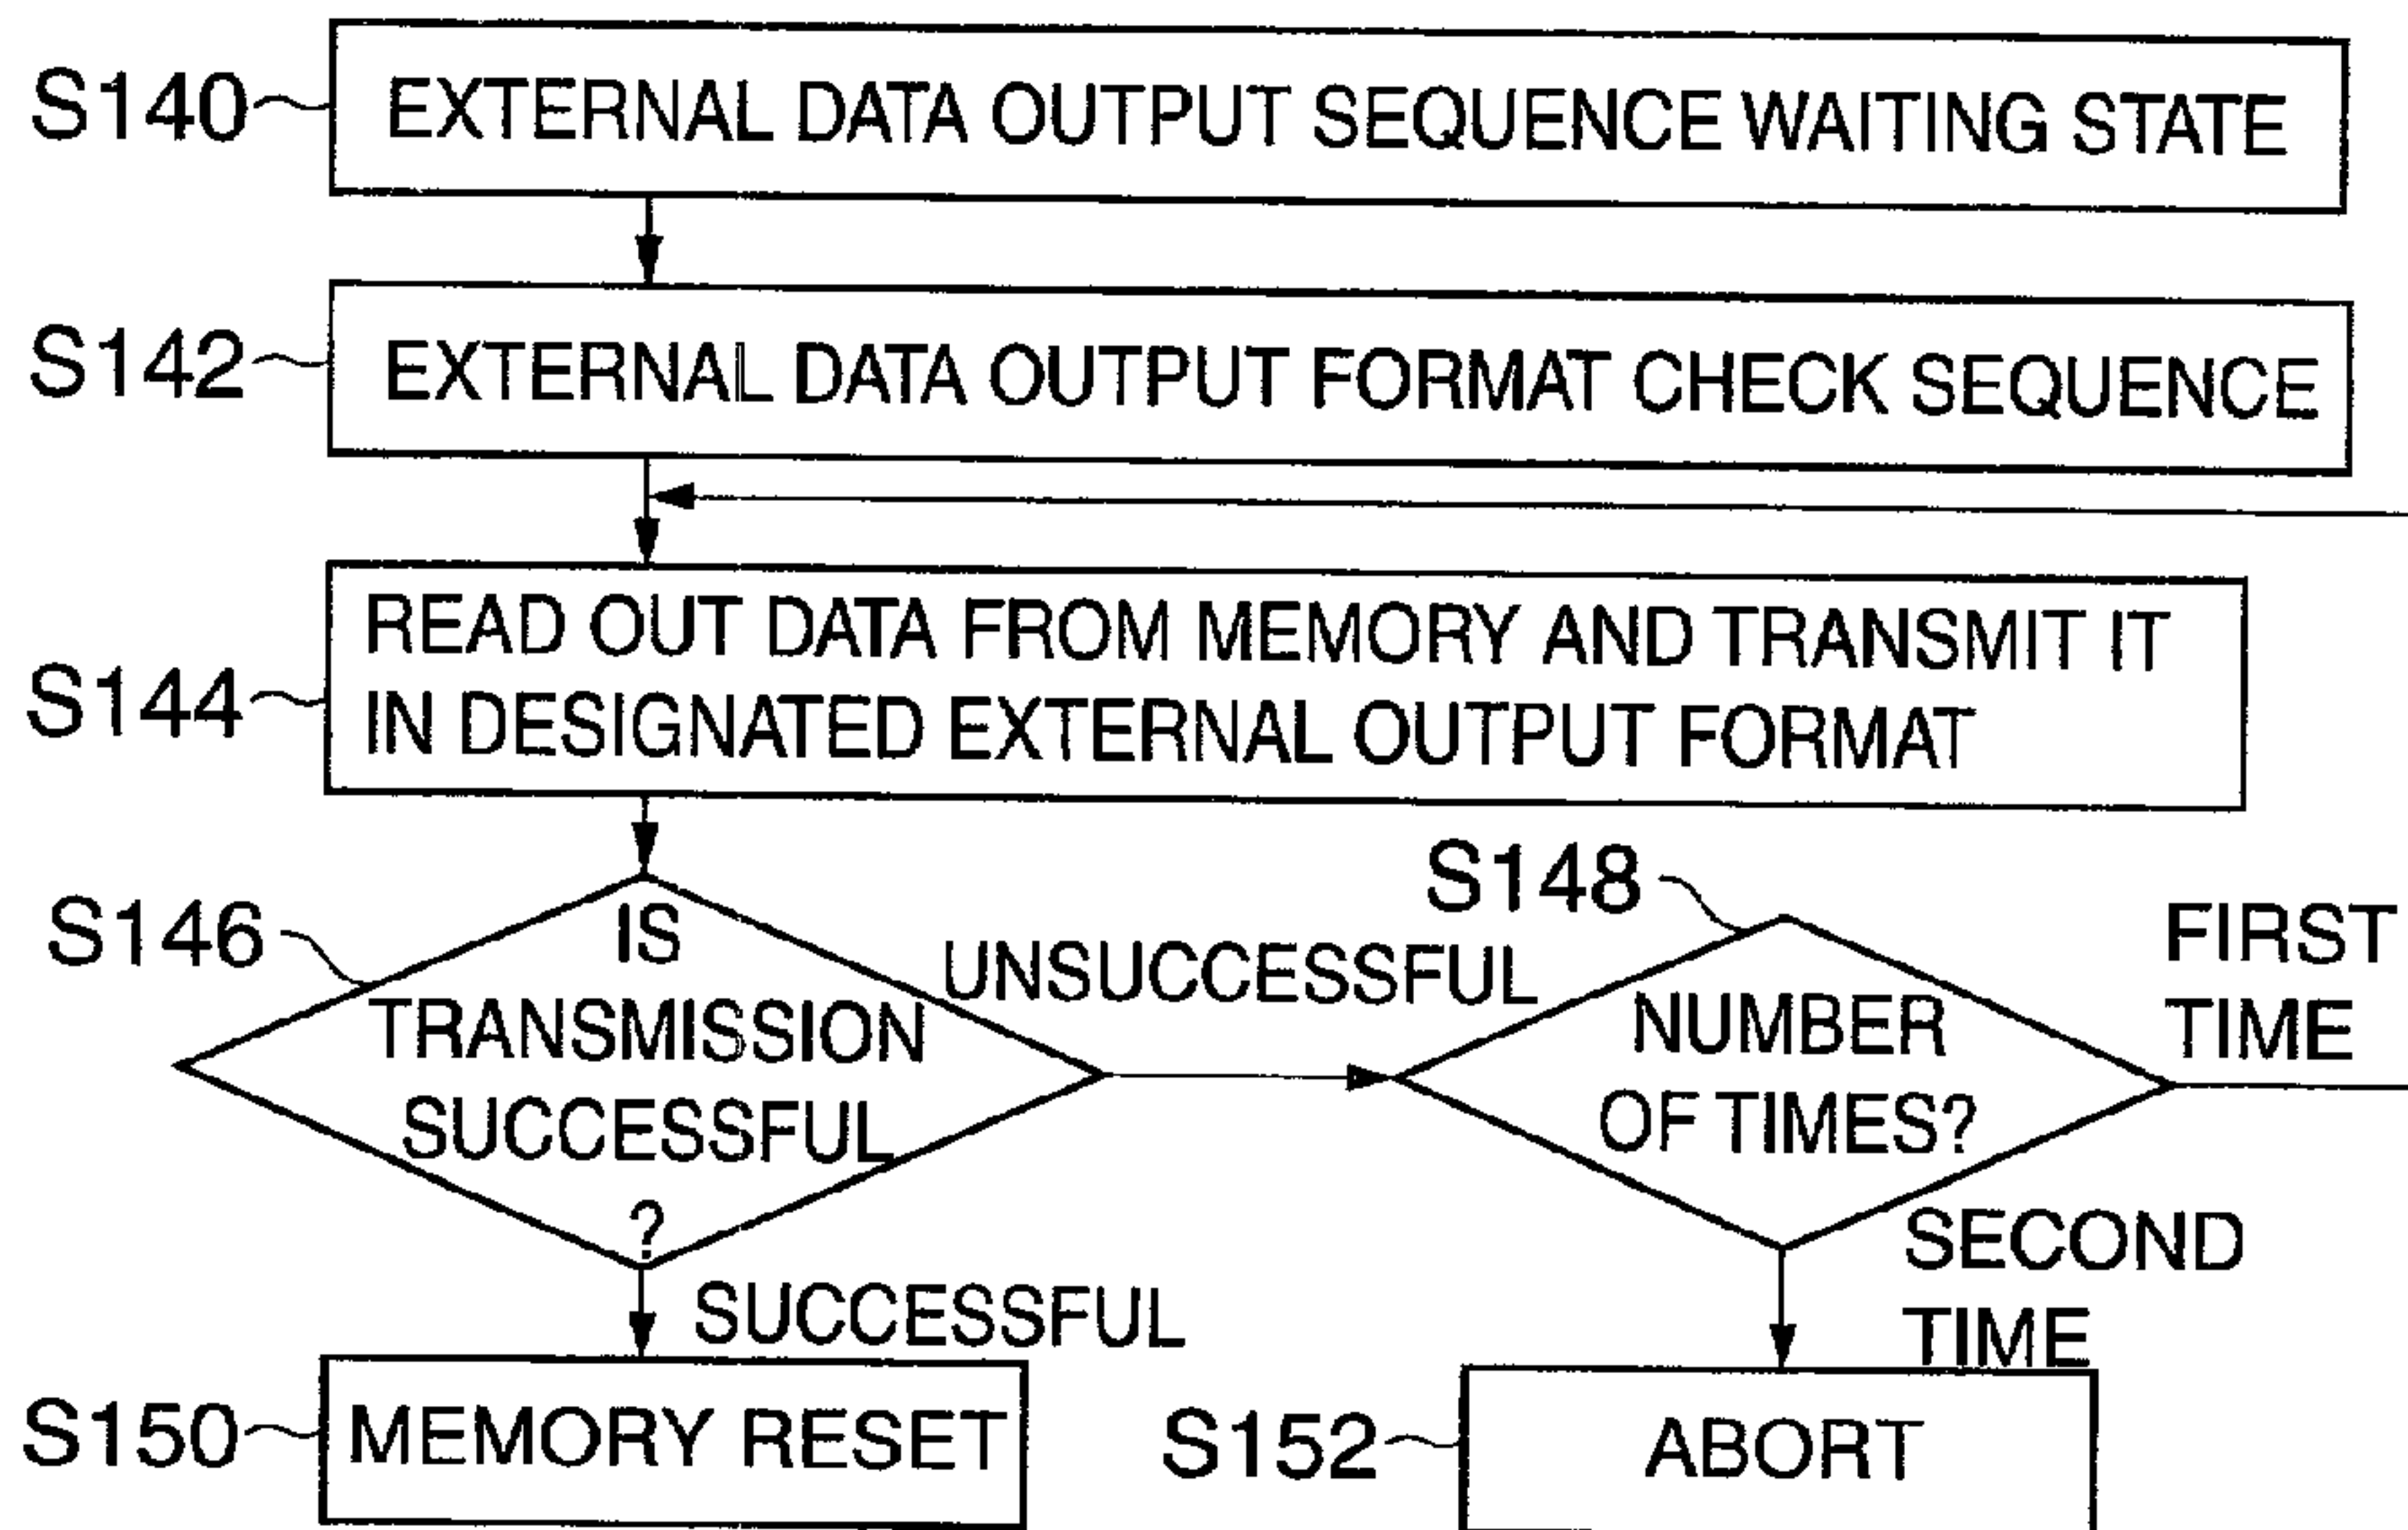 S140
EXTERNAL DATA OUTPUT SEQUENCE WAITING STATE
S142
EXTERNAL DATA OUTPUT FORMAT CHECK SEQUENCE
S144
READ OUT DATA FROM MEMORY AND TRANSMIT IT
IN DESIGNATED EXTERNAL OUTPUT FORMAT
S146
IS
TRANSMISSION
SUCCESSFUL
?
UNSUCCESSFUL
S148
NUMBER
OF TIMES?
FIRST
TIME
SECOND
TIME
SUCCESSFUL
S150
MEMORY RESET
S152
ABORT